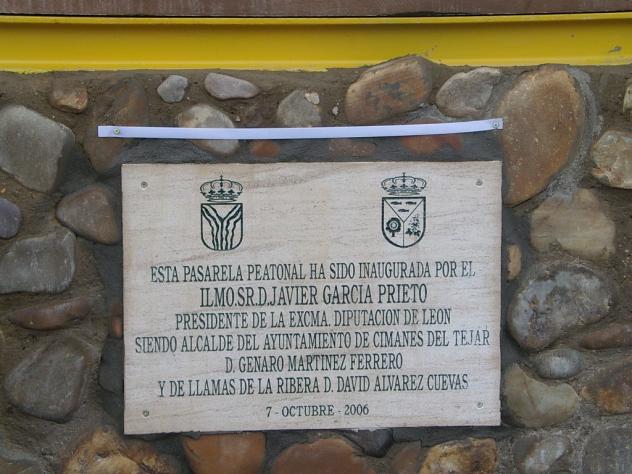 ESTA PASARELA PEATONAL HA SIDO INAUGURADA POR EL
ILMO.SR.D.JAVIER GARCIA PRIETO
PRESIDENTE DE LA EXCMA. DIPUTACION DE LEON
SIENDO ALCALDE DEL AYUNTAMIENTO DE CIMANES DEL TEJAR
D. GENARO MARTINEZ FERRERO
Y DE LLAMAS DE LA RIBERA D. DAVID ALVAREZ CUEVAS
7 - OCTUBRE - 2006